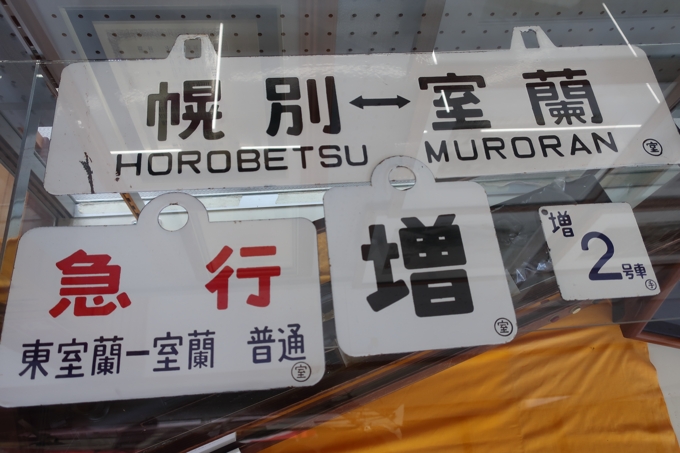 幌別↔室蘭
HOROBETSU MURORAN
室
急行
東室蘭ー室蘭 普通
室
増
室
増
2号車